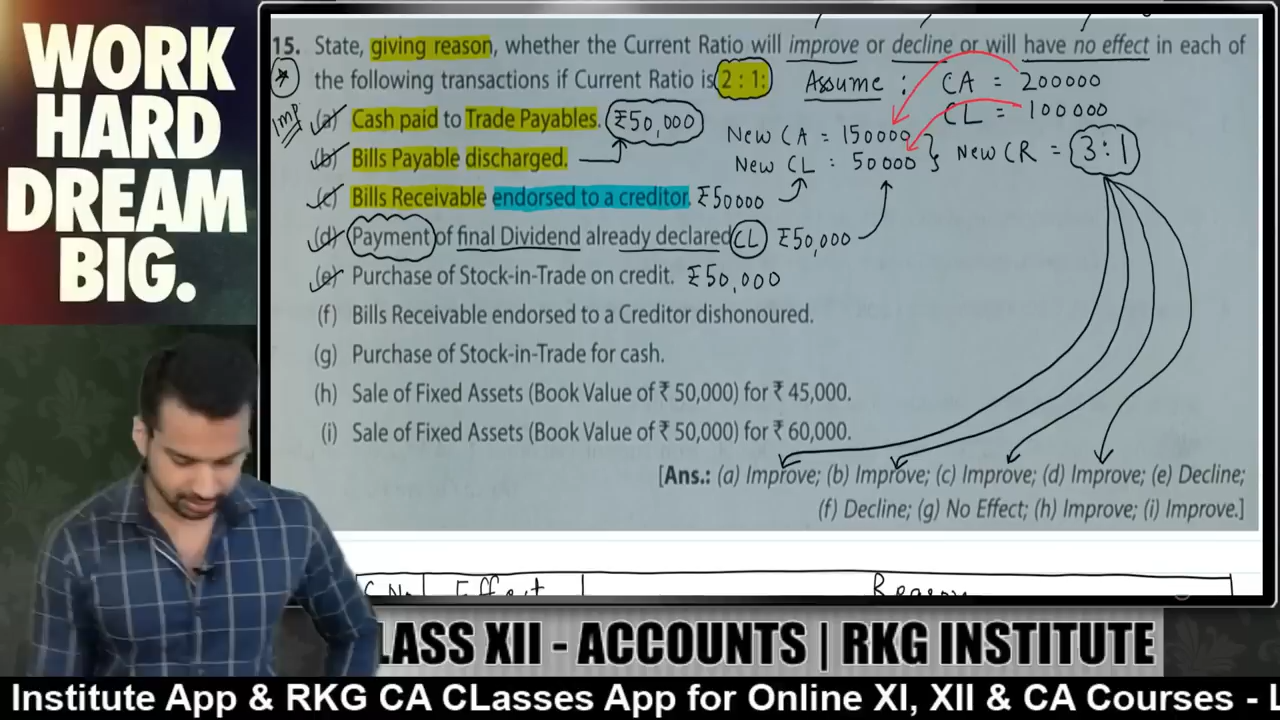 WORK
HARD
DREAM
BIG.
15. State, giving reason, whether the Current Ratio will improve or decline or will have no effect in each of
the following transactions if Current Ratio is 2 : 1:
Assume : CA = 200000
CL = 100000
Imp
(a) Cash paid to Trade Payables. ₹50,000
New CA = 150000
New CL = 50000 } New CR = 3:1
(b) Bills Payable discharged.
(c) Bills Receivable endorsed to a creditor. ₹50000
(d) Payment of final Dividend already declared CL ₹50,000
(e) Purchase of Stock-in-Trade on credit. ₹50,000
(f) Bills Receivable endorsed to a Creditor dishonoured.
(g) Purchase of Stock-in-Trade for cash.
(h) Sale of Fixed Assets (Book Value of ₹ 50,000) for ₹ 45,000.
(i) Sale of Fixed Assets (Book Value of ₹ 50,000) for ₹ 60,000.
[Ans.: (a) Improve; (b) Improve; (c) Improve; (d) Improve; (e) Decline;
(f) Decline; (g) No Effect; (h) Improve; (i) Improve.]
S.No Effect Reason
LASS XII - ACCOUNTS | RKG INSTITUTE
Institute App & RKG CA CLasses App for Online XI, XII & CA Courses - L